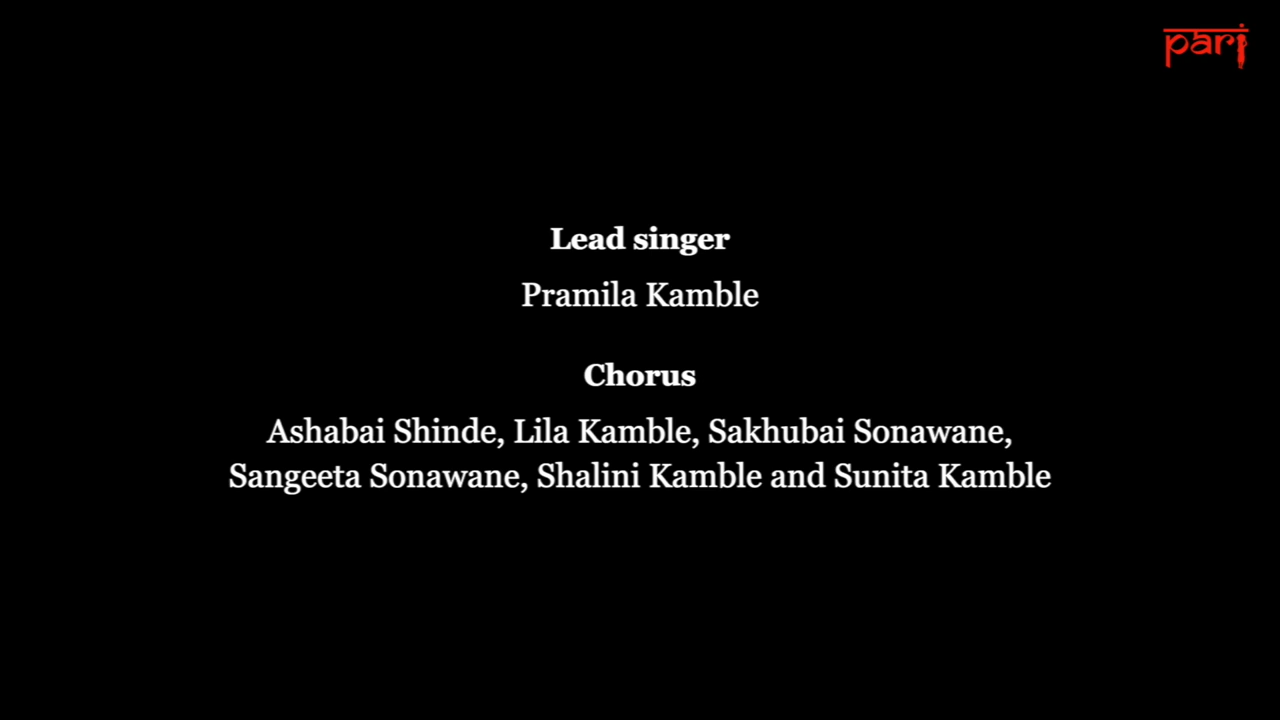 pari
Lead singer
Pramila Kamble
Chorus
Ashabai Shinde, Lila Kamble, Sakhubai Sonawane,
Sangeeta Sonawane, Shalini Kamble and Sunita Kamble